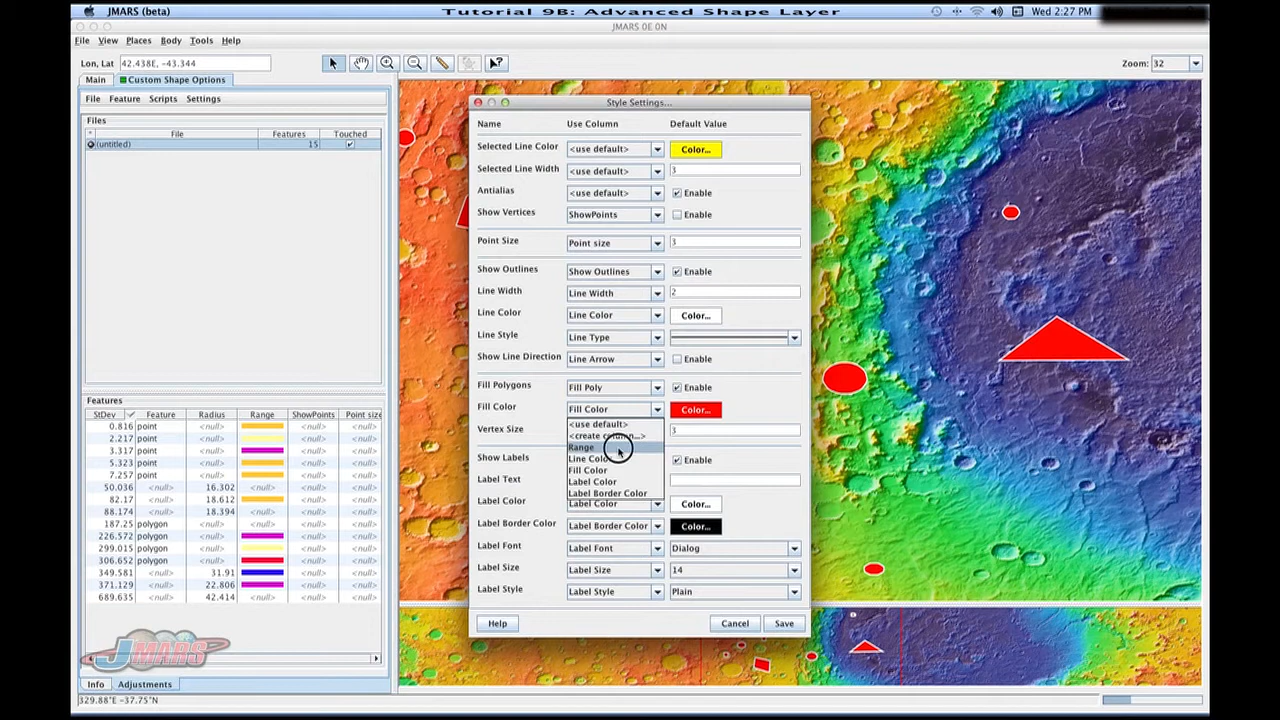 JMARS (beta) Tutorial 9B: Advanced Shape Layer Wed 2:27 PM
JMARS 0E 0N
File View Places Body Tools Help
Lon, Lat 42.438E, -43.344 Zoom: 32
Main Custom Shape Options
File Feature Scripts Settings
Files
* File Features Touched
(untitled) 15
Features
StDev Feature Radius Range ShowPoints Point size
0.816 point <null> <null> <null>
2.217 point <null> <null> <null>
3.317 point <null> <null> <null>
5.323 point <null> <null> <null>
7.257 point <null> <null> <null>
50.036 <null> 16.302 <null> <null> <null>
82.17 <null> 18.612 <null> <null>
88.174 <null> 18.394 <null> <null> <null>
187.25 polygon <null> <null> <null> <null>
226.572 polygon <null> <null> <null>
299.015 polygon <null> <null> <null>
306.652 polygon <null> <null> <null>
349.581 <null> 31.91 <null> <null>
371.129 <null> 22.806 <null> <null>
689.635 <null> 42.414 <null> <null> <null>
JMARS
Info Adjustments
329.88°E -37.75°N
Style Settings...
Name Use Column Default Value
Selected Line Color <use default> Color...
Selected Line Width <use default> 3
Antialias <use default> Enable
Show Vertices ShowPoints Enable
Point Size Point size 3
Show Outlines Show Outlines Enable
Line Width Line Width 2
Line Color Line Color Color...
Line Style Line Type
Show Line Direction Line Arrow Enable
Fill Polygons Fill Poly Enable
Fill Color Fill Color Color...
<use default>
Vertex Size <create column...> 3
Range
Show Labels Line Color Enable
Fill Color
Label Text Label Color
Label Border Color
Label Color Label Color Color...
Label Border Color Label Border Color Color...
Label Font Label Font Dialog
Label Size Label Size 14
Label Style Label Style Plain
Help Cancel Save